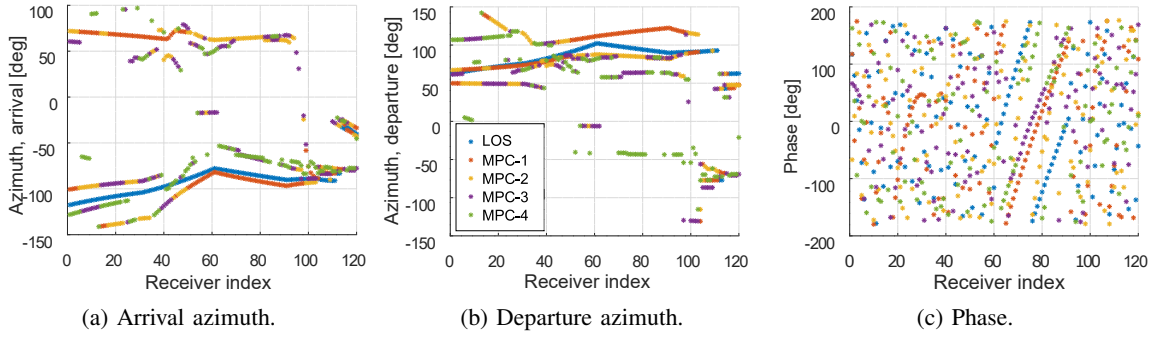 100
50
0
-50
-100
-150
Azimuth, arrival [deg]
0 20 40 60 80 100 120
Receiver index
(a) Arrival azimuth.
150
100
50
0
-50
-100
-150
Azimuth, departure [deg]
LOS
MPC-1
MPC-2
MPC-3
MPC-4
0 20 40 60 80 100 120
Receiver index
(b) Departure azimuth.
200
100
0
-100
-200
Phase [deg]
0 20 40 60 80 100 120
Receiver index
(c) Phase.